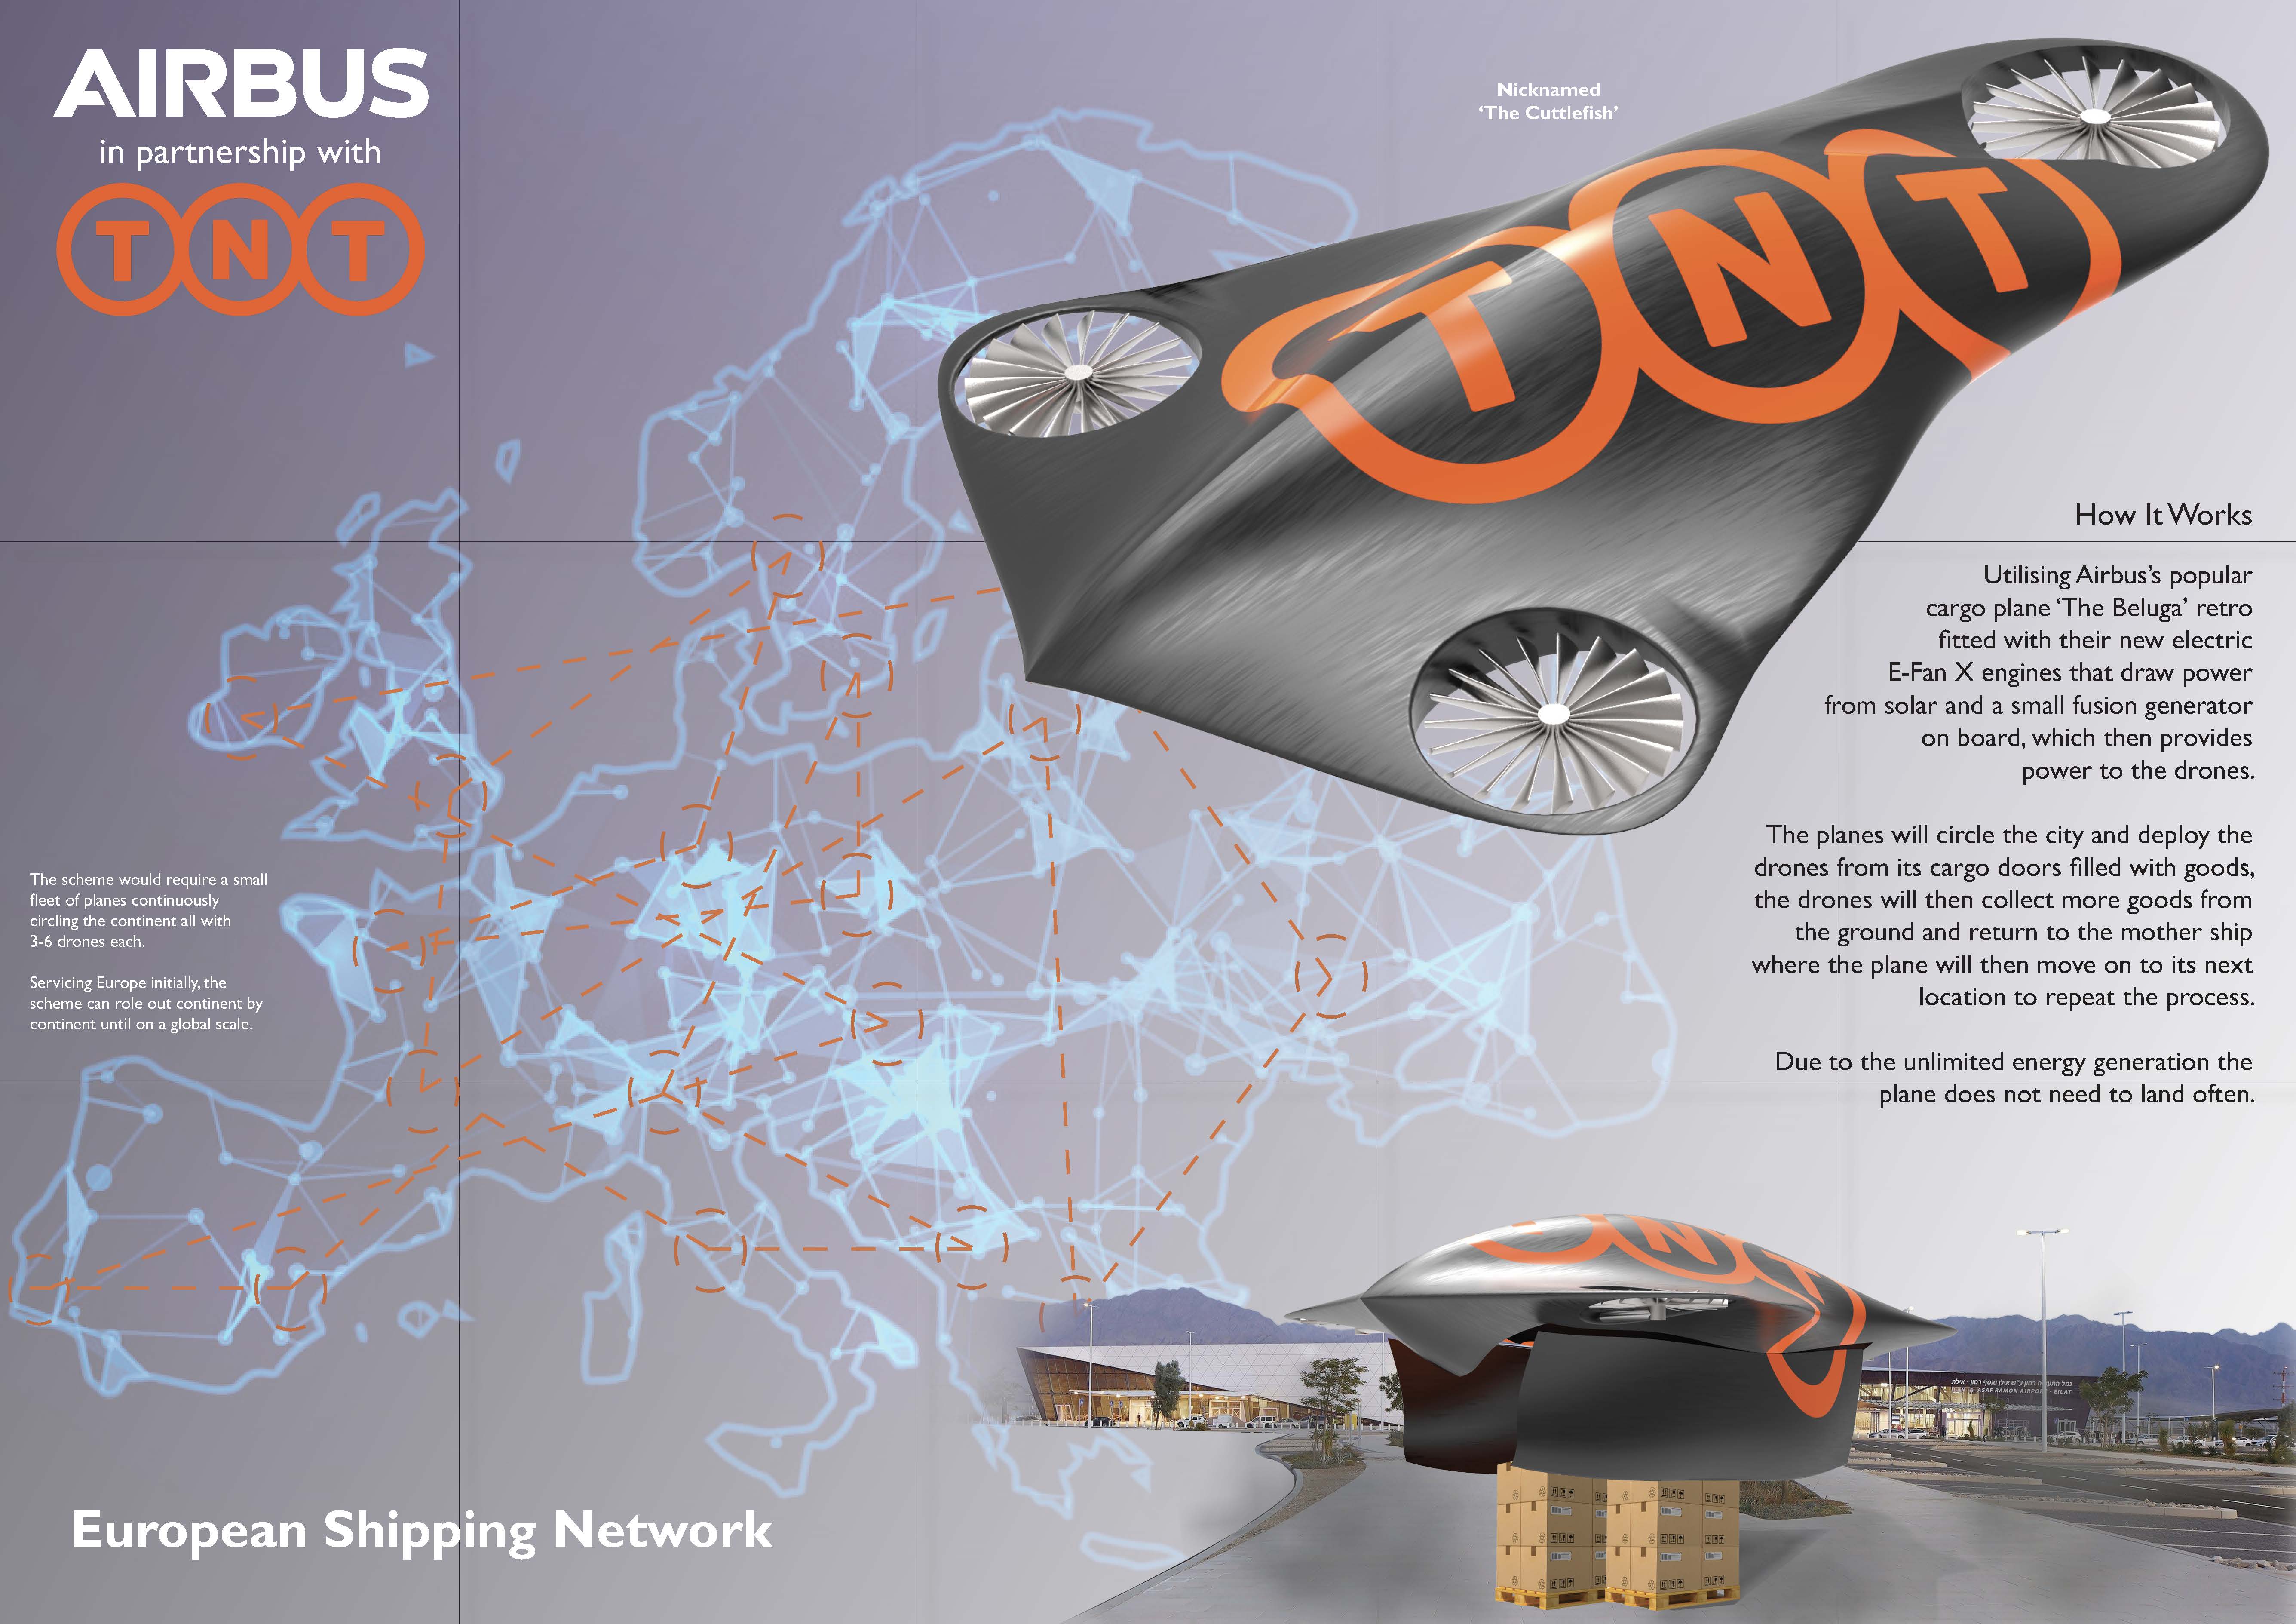 AIRBUS
in partnership with
TNT
Nicknamed
‘The Cuttlefish’
TNT
How It Works
Utilising Airbus’s popular
cargo plane ‘The Beluga’ retro
fitted with their new electric
E-Fan X engines that draw power
from solar and a small fusion generator
on board, which then provides
power to the drones.
The planes will circle the city and deploy the
drones from its cargo doors filled with goods,
the drones will then collect more goods from
the ground and return to the mother ship
where the plane will then move on to its next
location to repeat the process.
Due to the unlimited energy generation the
plane does not need to land often.
The scheme would require a small
fleet of planes continuously
circling the continent all with
3-6 drones each.
Servicing Europe initially, the
scheme can role out continent by
continent until on a global scale.
TNT
ASAF RAMON AIRPORT - EILAT
European Shipping Network